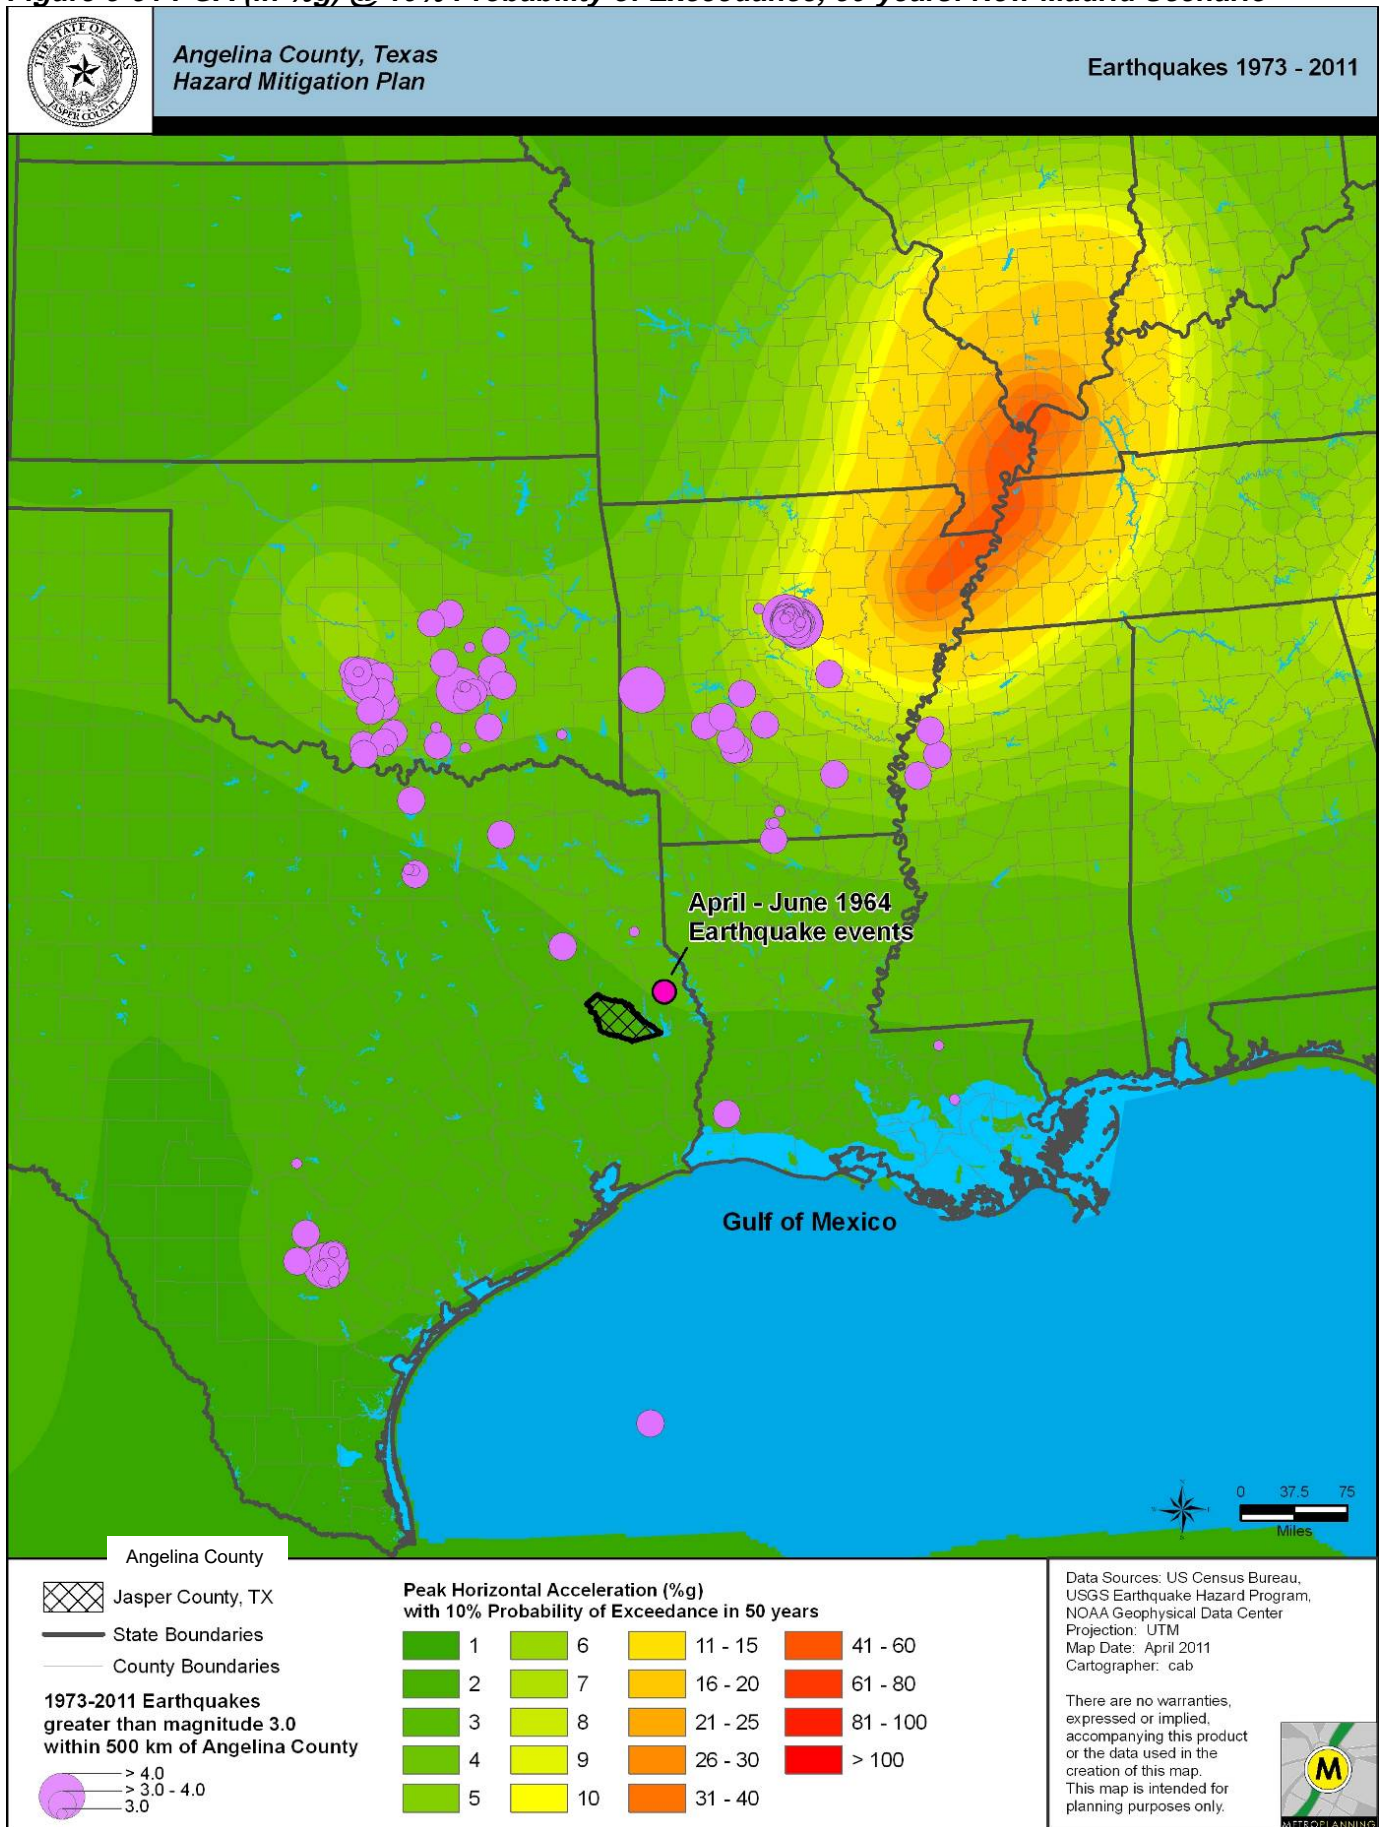 Angelina County, Texas
Hazard Mitigation Plan
Earthquakes 1973 - 2011
THE STATE OF TEXAS
JASPER COUNTY
April - June 1964
Earthquake events
Gulf of Mexico
0 37.5 75
Miles
Angelina County
Jasper County, TX
State Boundaries
County Boundaries
1973-2011 Earthquakes
greater than magnitude 3.0
within 500 km of Angelina County
> 4.0
> 3.0 - 4.0
3.0
Peak Horizontal Acceleration (%g)
with 10% Probability of Exceedance in 50 years
1 6 11 - 15 41 - 60
2 7 16 - 20 61 - 80
3 8 21 - 25 81 - 100
4 9 26 - 30 > 100
5 10 31 - 40
Data Sources: US Census Bureau,
USGS Earthquake Hazard Program,
NOAA Geophysical Data Center
Projection: UTM
Map Date: April 2011
Cartographer: cab
There are no warranties,
expressed or implied,
accompanying this product
or the data used in the
creation of this map.
This map is intended for
planning purposes only.
M
METROPLANNING